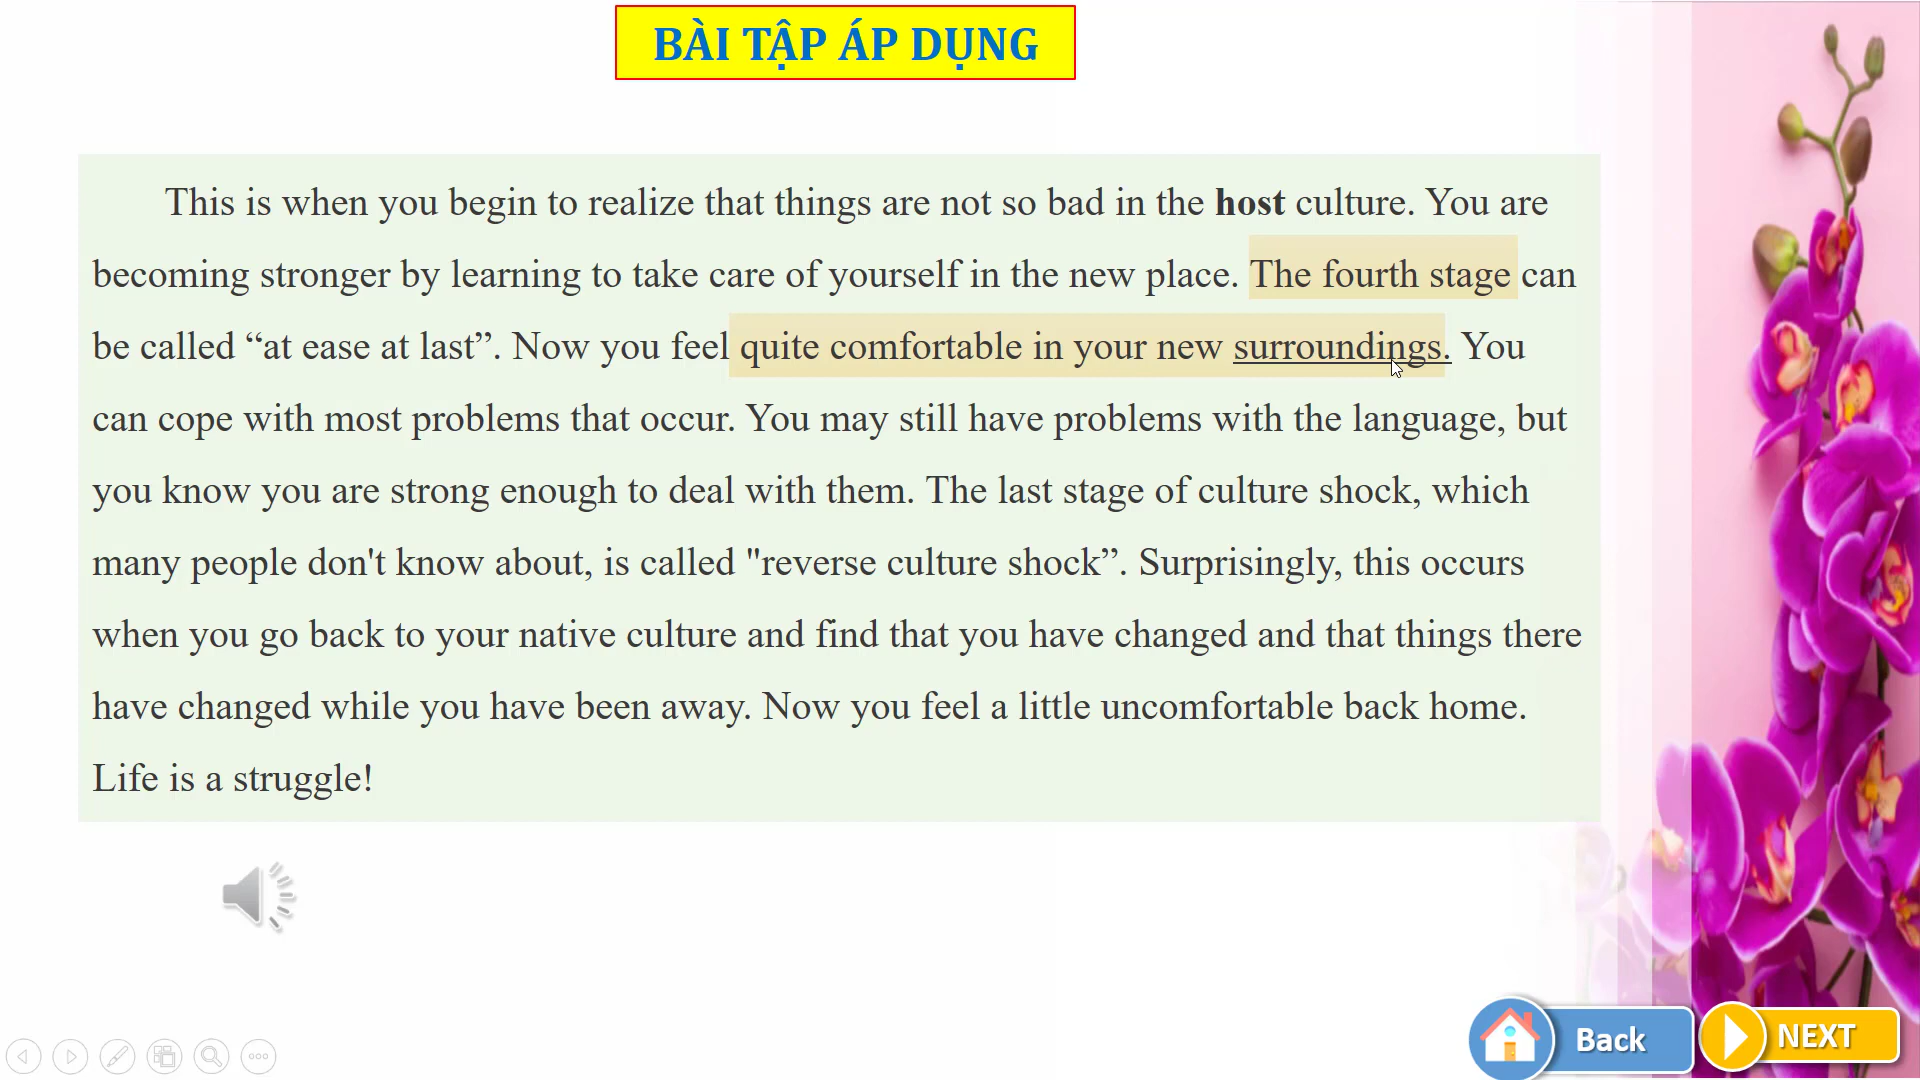 BÀI TẬP ÁP DỤNG
This is when you begin to realize that things are not so bad in the host culture. You are
becoming stronger by learning to take care of yourself in the new place. The fourth stage can
be called “at ease at last”. Now you feel quite comfortable in your new surroundings. You
can cope with most problems that occur. You may still have problems with the language, but
you know you are strong enough to deal with them. The last stage of culture shock, which
many people don't know about, is called "reverse culture shock”. Surprisingly, this occurs
when you go back to your native culture and find that you have changed and that things there
have changed while you have been away. Now you feel a little uncomfortable back home.
Life is a struggle!
Back
NEXT